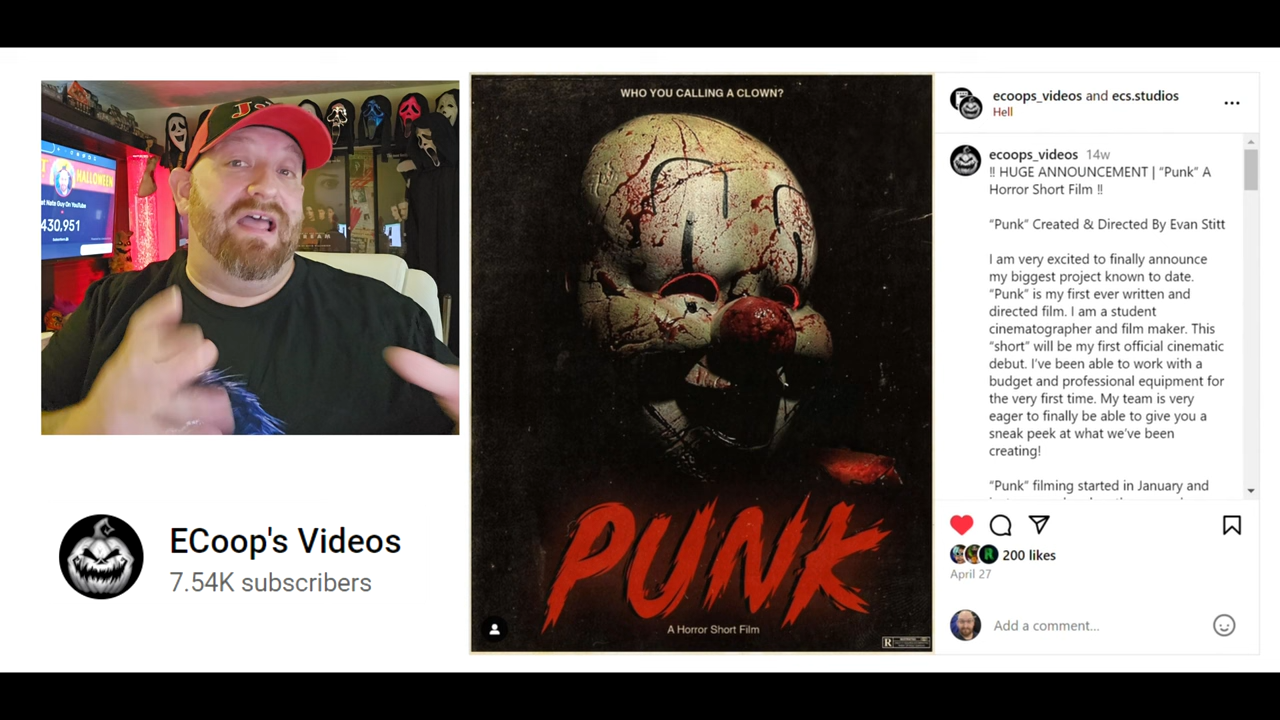 HALLOWEEN
at Nate Guy On YouTube
430,951
ECoop's Videos
7.54K subscribers
WHO YOU CALLING A CLOWN?
PUNK
A Horror Short Film
R
ecoops_videos and ecs.studios
Hell
ecoops_videos 14w
‼ HUGE ANNOUNCEMENT | “Punk” A
Horror Short Film ‼
“Punk” Created & Directed By Evan Stitt
I am very excited to finally announce
my biggest project known to date.
“Punk” is my first ever written and
directed film. I am a student
cinematographer and film maker. This
“short” will be my first official cinematic
debut. I’ve been able to work with a
budget and professional equipment for
the very first time. My team is very
eager to finally be able to give you a
sneak peek at what we’ve been
creating!
“Punk” filming started in January and
200 likes
April 27
Add a comment...